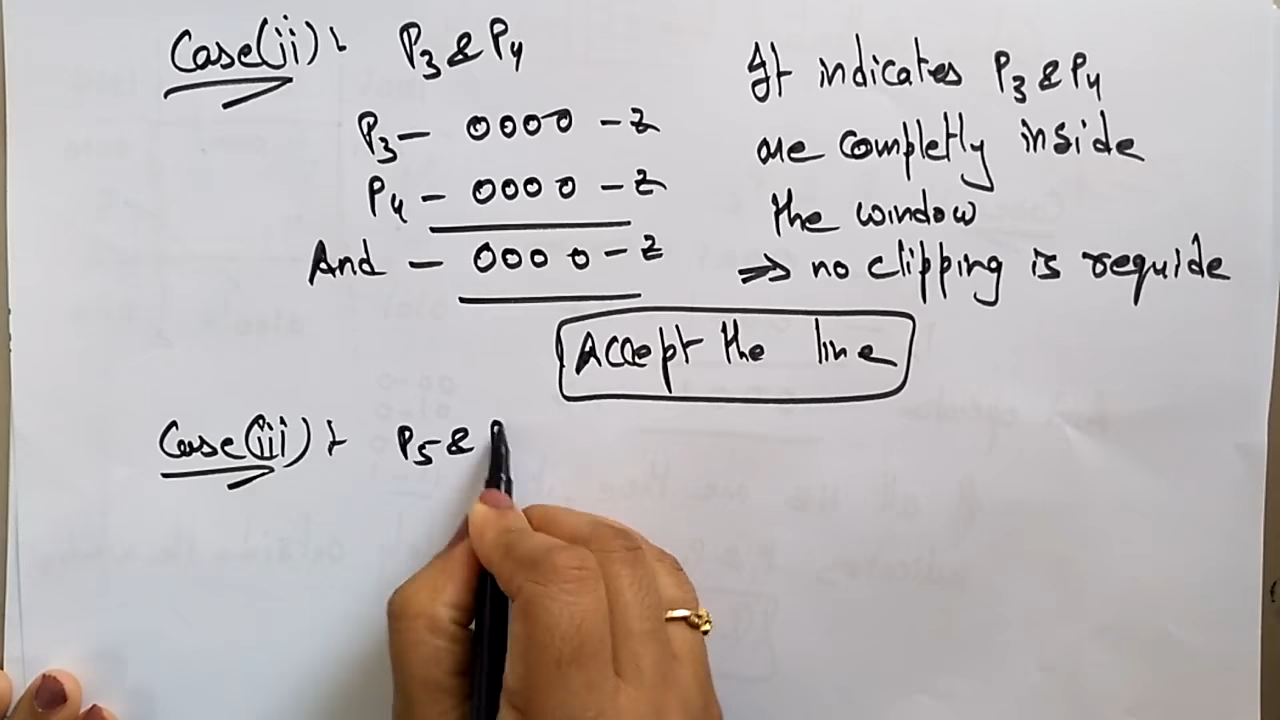 Case(ii): P3 & P4
P3 — 0000 - Z
P4 — 0000 - Z
And — 0000 - Z
It indicates P3 & P4
are completly inside
the window
⇒ no clipping is requide
Accept the line
Case(iii): P5 &